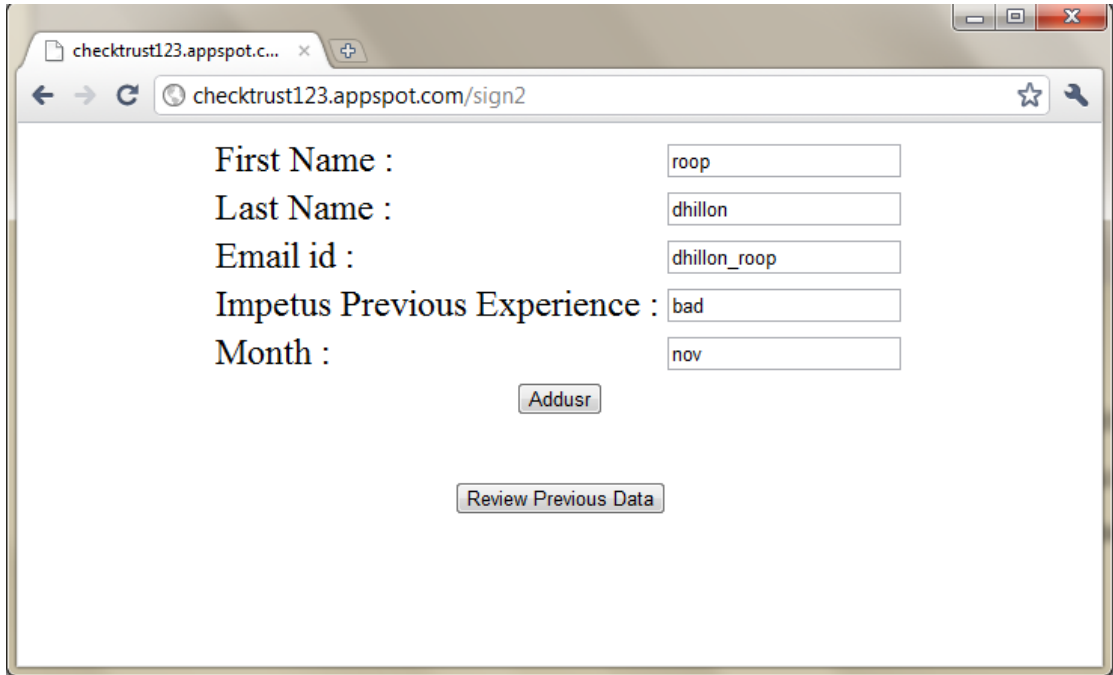 checktrust123.appspot.c...
checktrust123.appspot.com/sign2
First Name : roop
Last Name : dhillon
Email id : dhillon_roop
Impetus Previous Experience : bad
Month : nov
Addusr
Review Previous Data